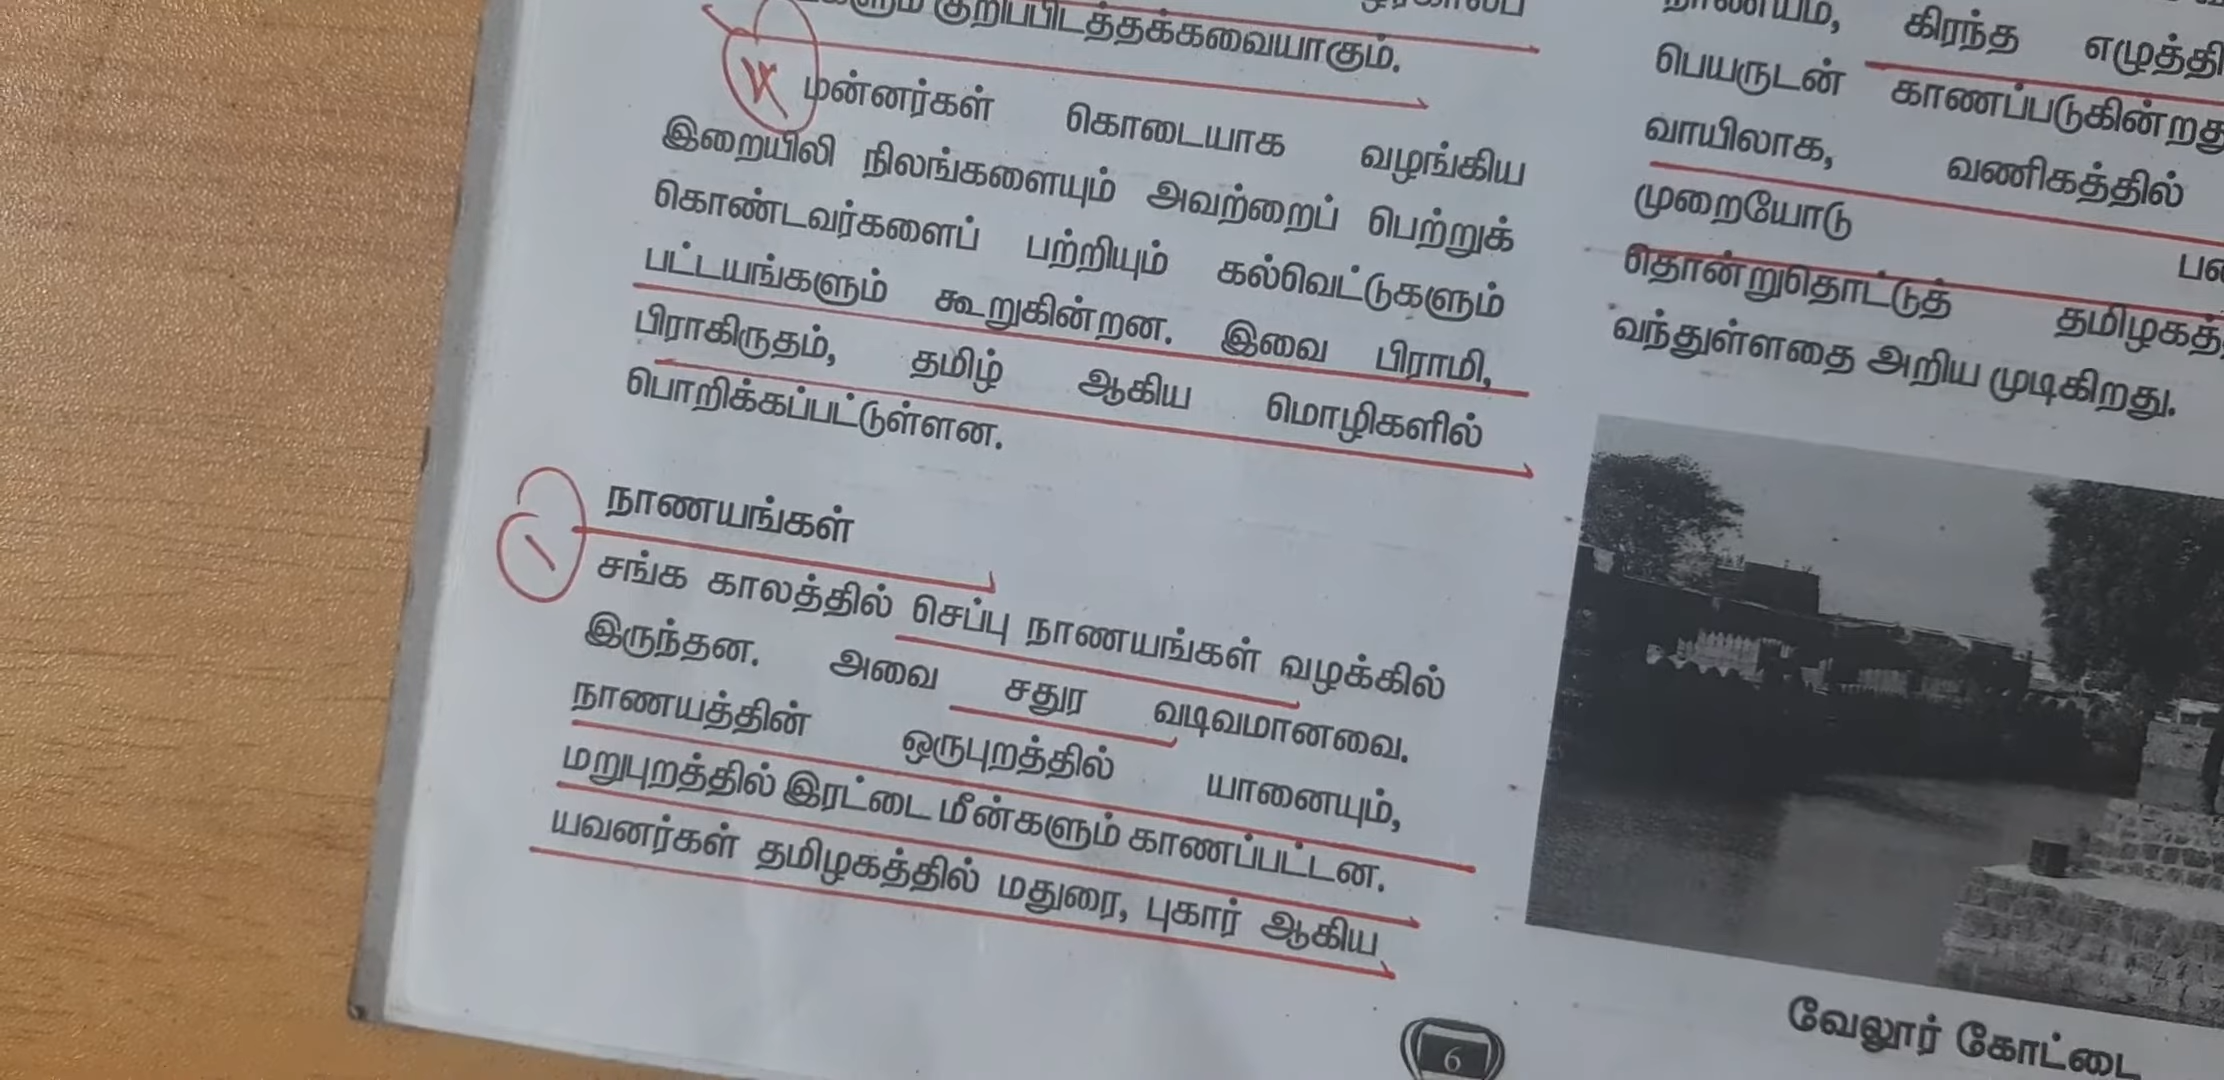 குறிப்பிடத்தக்கவையாகும்.
மன்னர்கள் கொடையாக வழங்கிய
இறையிலி நிலங்களையும் அவற்றைப் பெற்றுக்
கொண்டவர்களைப் பற்றியும் கல்வெட்டுகளும்
பட்டயங்களும் கூறுகின்றன. இவை பிராமி,
பிராகிருதம், தமிழ் ஆகிய மொழிகளில்
பொறிக்கப்பட்டுள்ளன.
நாணயங்கள்
சங்க காலத்தில் செப்பு நாணயங்கள் வழக்கில்
இருந்தன. அவை சதுர வடிவமானவை.
நாணயத்தின் ஒருபுறத்தில் யானையும்,
மறுபுறத்தில் இரட்டை மீன்களும் காணப்பட்டன.
யவனர்கள் தமிழகத்தில் மதுரை, புகார் ஆகிய
கிரந்த
பெயருடன் காணப்படுகின்றது
வாயிலாக, வணிகத்தில்
முறையோடு
தொன்றுதொட்டுத்
வந்துள்ளதை அறிய முடிகிறது.
வேலூர் கோட்டை
6